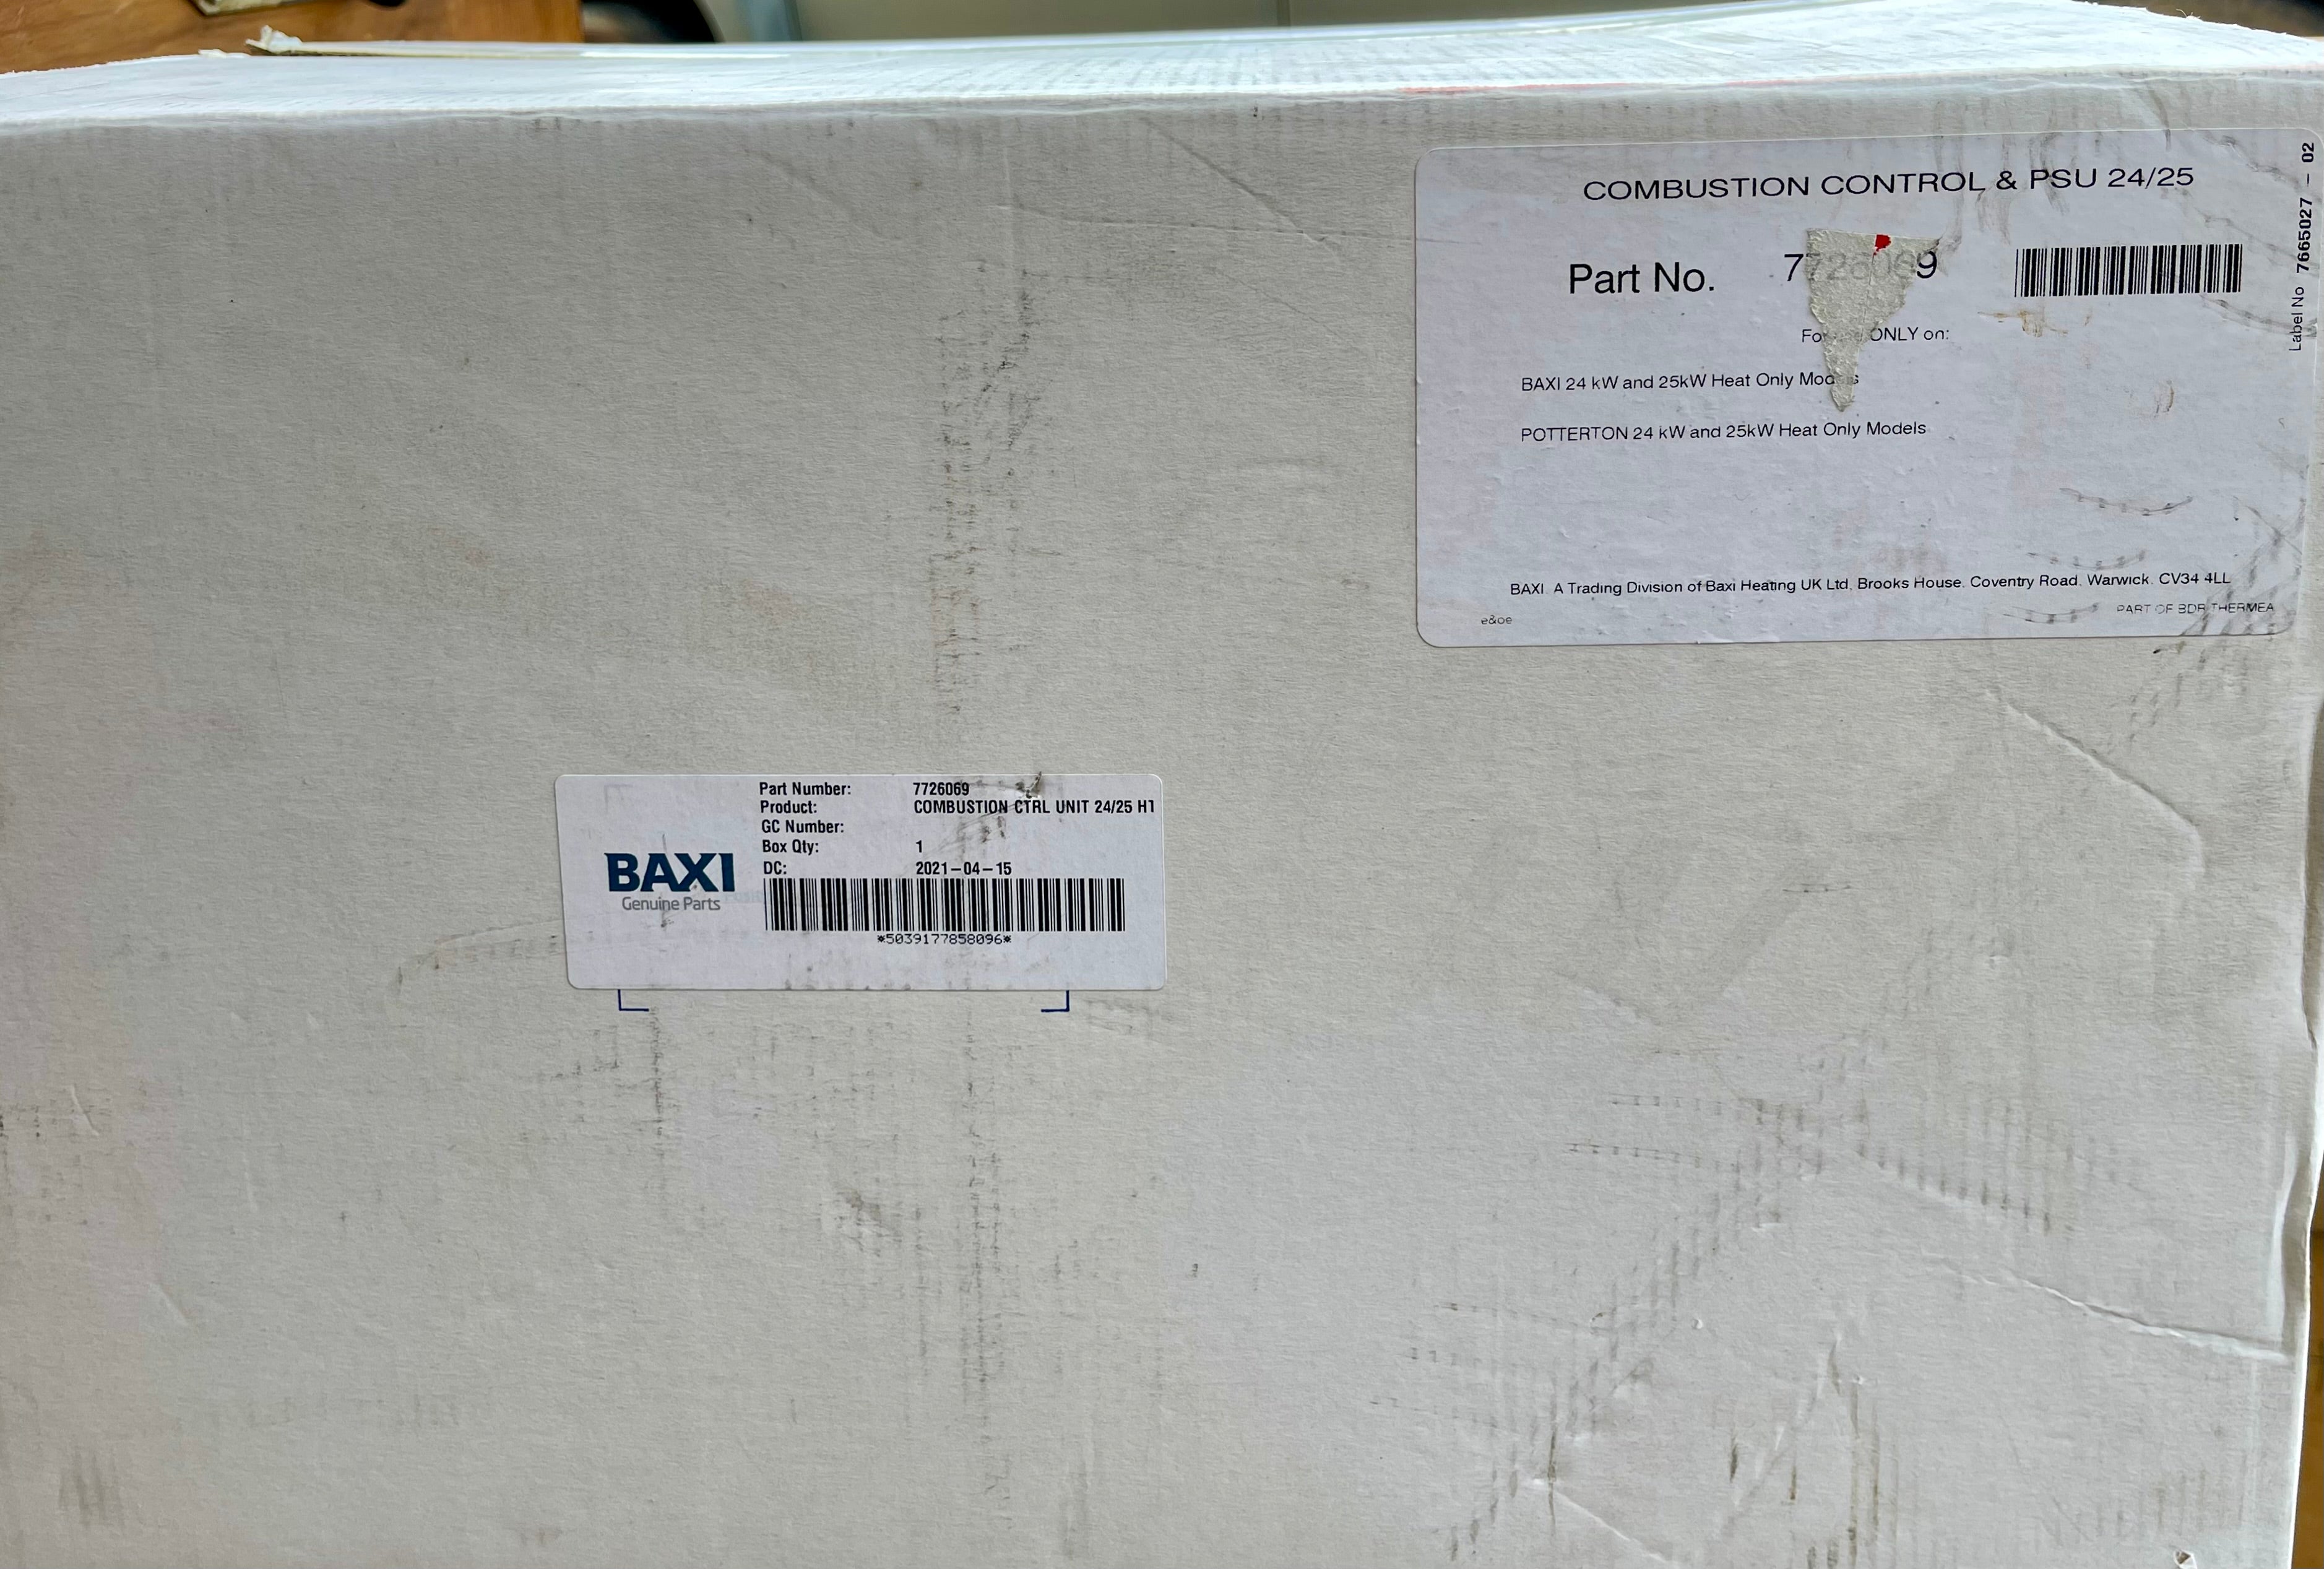 COMBUSTION CONTROL & PSU 24/25
Part No. 7726069
For ONLY on:
BAXI 24 kW and 25kW Heat Only Models
POTTERTON 24 kW and 25kW Heat Only Models
BAXI. A Trading Division of Baxi Heating UK Ltd. Brooks House. Coventry Road. Warwick. CV34 4LL
PART OF BDR THERMEA
e&oe
Label No 7665027 - 02
Part Number: 7726069
Product: COMBUSTION CTRL UNIT 24/25 H1
GC Number:
Box Qty: 1
DC: 2021-04-15
BAXI
Genuine Parts
*5039177858096*